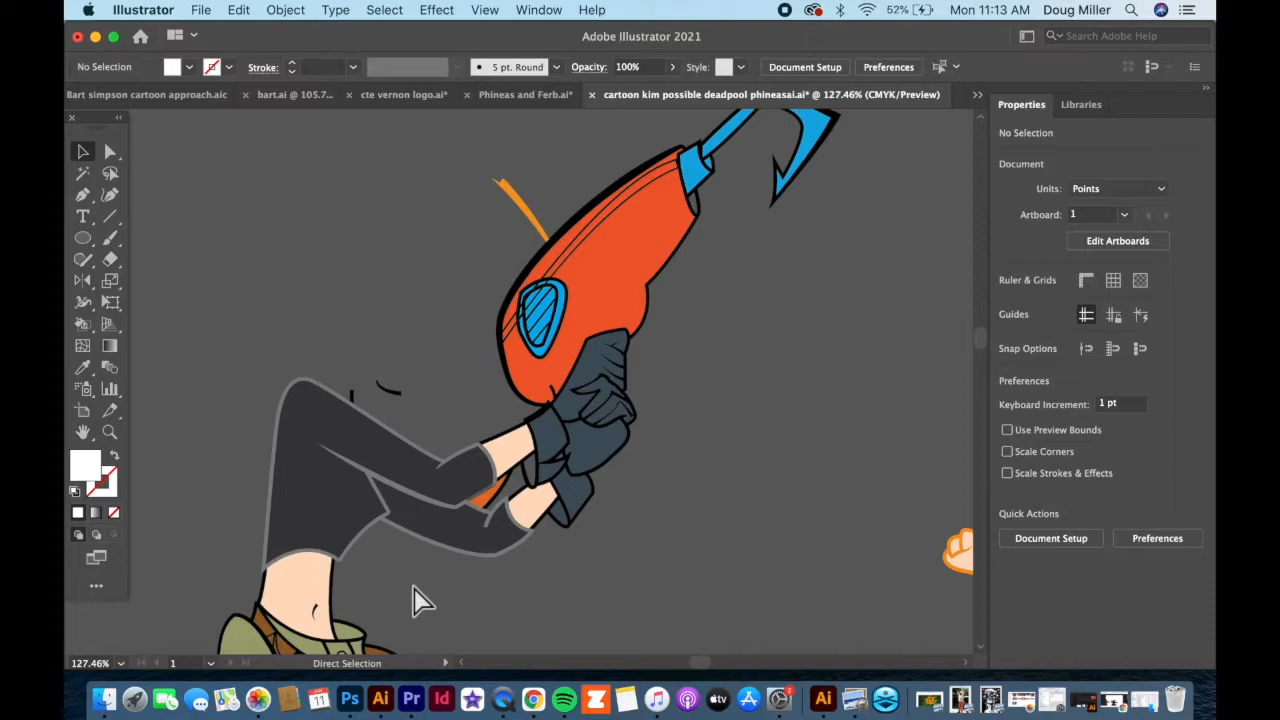 Illustrator File Edit Object Type Select Effect View Window Help 52% Mon 11:13 AM Doug Miller
Adobe Illustrator 2021 Search Adobe Help
No Selection Stroke: 5 pt. Round Opacity: 100% Style: Document Setup Preferences
Bart simpson cartoon approach.aic × bart.ai @ 105.7... × cte vernon logo.ai* × Phineas and Ferb.ai* × cartoon kim possible deadpool phineasai.ai* @ 127.46% (CMYK/Preview)
Properties Libraries
No Selection
Document
Units: Points
Artboard: 1
Edit Artboards
Ruler & Grids
Guides
Snap Options
Preferences
Keyboard Increment: 1 pt
Use Preview Bounds
Scale Corners
Scale Strokes & Effects
Quick Actions
Document Setup Preferences
127.46% 1 Direct Selection
Ps Ai Pr Id Ai